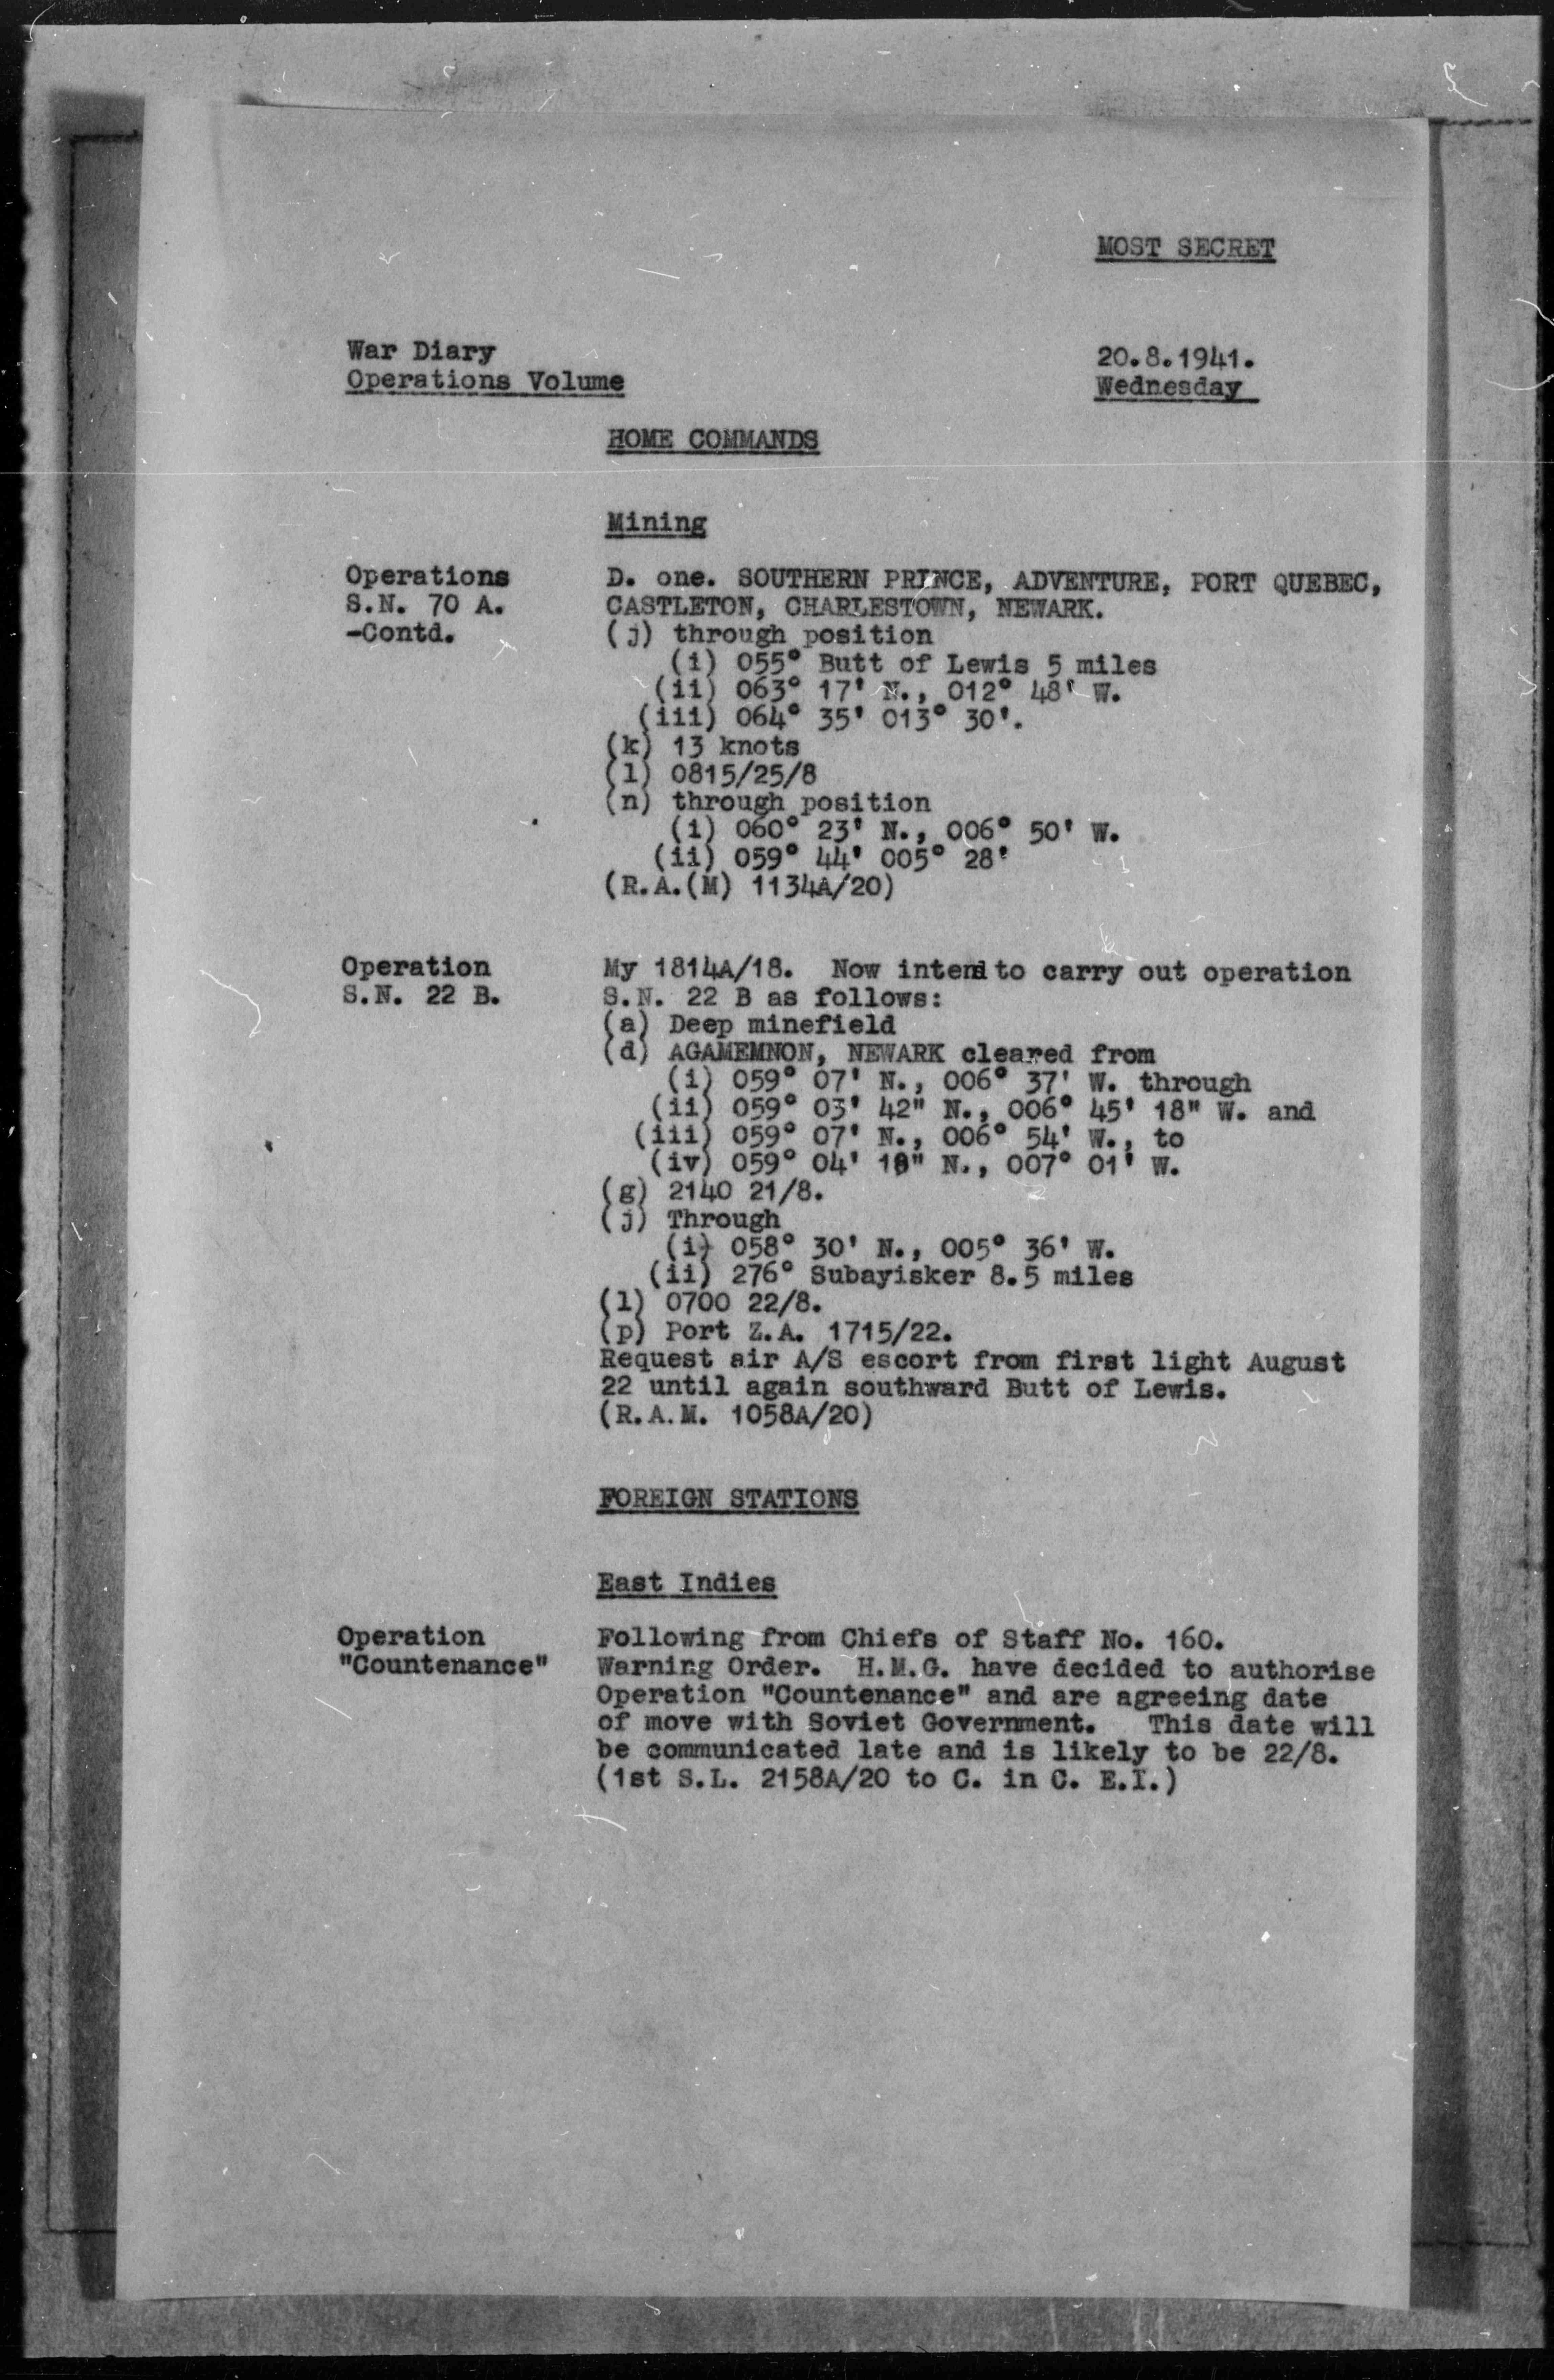 MOST SECRET
War Diary
Operations Volume
20.8.1941.
Wednesday
HOME COMMANDS
Mining
Operations
S.N. 70 A.
-Contd.
D. one. SOUTHERN PRINCE, ADVENTURE, PORT QUEBEC,
CASTLETON, CHARLESTOWN, NEWARK.
(j) through position
(i) 055° Butt of Lewis 5 miles
(ii) 063° 17' N., 012° 48' W.
(iii) 064° 35' 013° 30'.
(k) 13 knots
(l) 0815/25/8
(n) through position
(i) 060° 23' N., 006° 50' W.
(ii) 059° 44' 005° 28'
(R.A.(M) 1134A/20)
Operation
S.N. 22 B.
My 1814A/18. Now intend to carry out operation
S.N. 22 B as follows:
(a) Deep minefield
(d) AGAMEMNON, NEWARK cleared from
(i) 059° 07' N., 006° 37' W. through
(ii) 059° 03' 42" N., 006° 45' 18" W. and
(iii) 059° 07' N., 006° 54' W., to
(iv) 059° 04' N., 007° 01' W.
(g) 2140 21/8.
(j) Through
(i) 058° 30' N., 005° 36' W.
(ii) 276° Subayisker 8.5 miles
(l) 0700 22/8.
(p) Port Z.A. 1715/22.
Request air A/S escort from first light August
22 until again southward Butt of Lewis.
(R.A.M. 1058A/20)
FOREIGN STATIONS
East Indies
Operation
"Countenance"
Following from Chiefs of Staff No. 160.
Warning Order. H.M.G. have decided to authorise
Operation "Countenance" and are agreeing date
of move with Soviet Government. This date will
be communicated late and is likely to be 22/8.
(1st S.L. 2158A/20 to C. in C. E.I.)